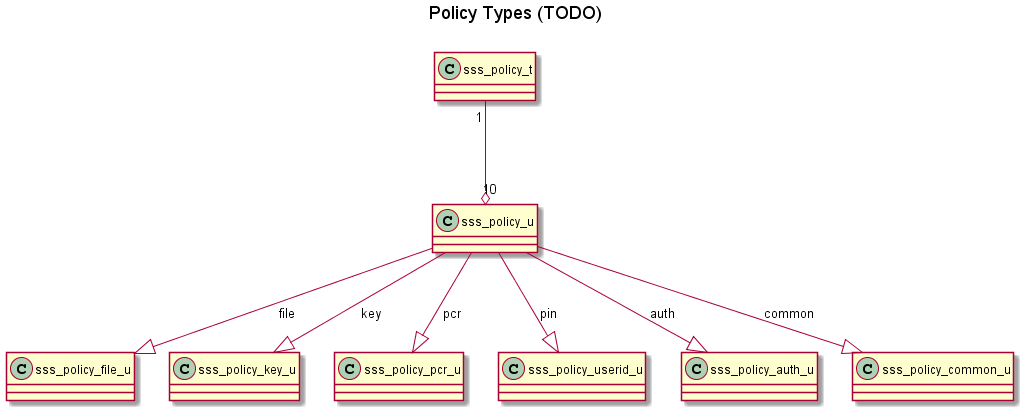 Policy Types (TODO)
C sss_policy_t
1
10
C sss_policy_u
file key pcr pin auth common
C sss_policy_file_u C sss_policy_key_u C sss_policy_pcr_u C sss_policy_userid_u C sss_policy_auth_u C sss_policy_common_u